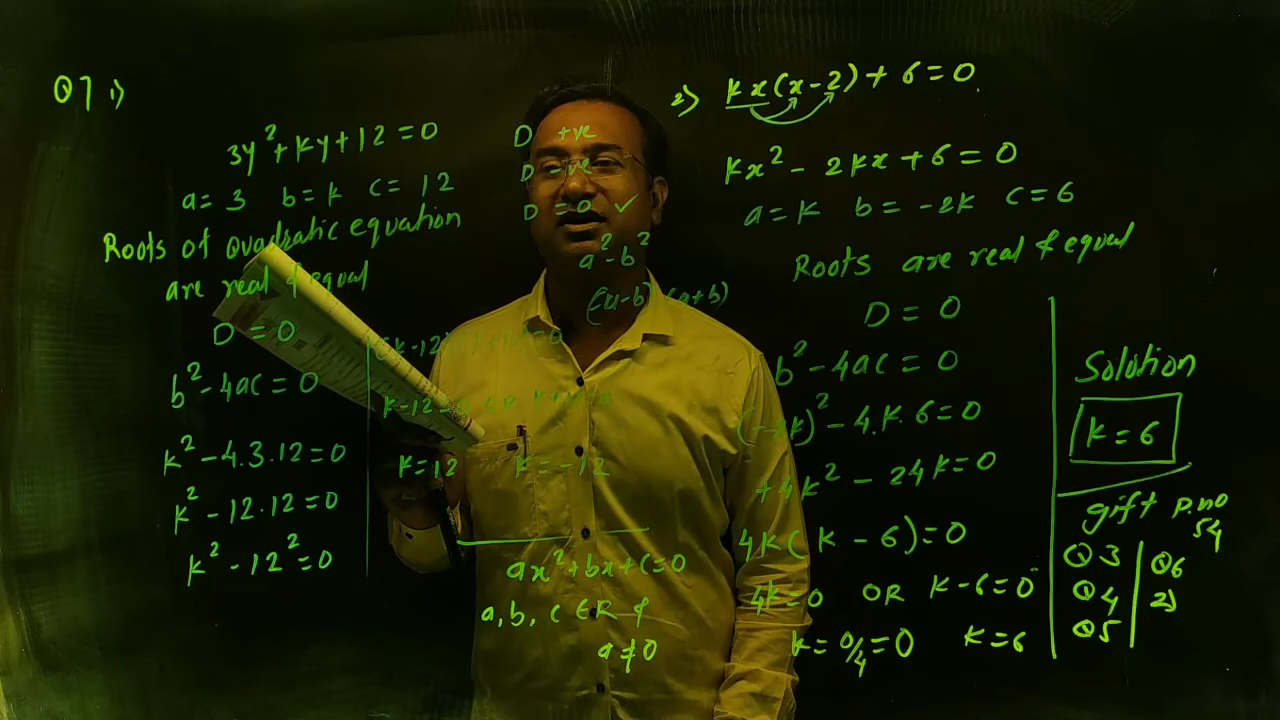 Q7 1)
3y²+ky+12=0
a=3 b=k c=12
Roots of Quadratic equation
are real & equal
D=0
b²-4ac=0
k²-4.3.12=0
k²-12.12=0
k²-12²=0
k=12 k=-12
D +ve
D -ve
D=0 ✓
a²-b²
(a-b) (a+b)
ax²+bx+c=0
a,b,c ∈R &
a≠0
2) kx(x-2)+6=0
kx²-2kx+6=0
a=k b=-2k c=6
Roots are real & equal
D=0
b²-4ac=0
(-2k)²-4.k.6=0
+4k²-24k=0
4k(k-6)=0
4k=0 OR k-6=0
k=0/4=0 k=6
Solution
k=6
gift p.no
54
Q3
Q4
Q5
Q6
2)